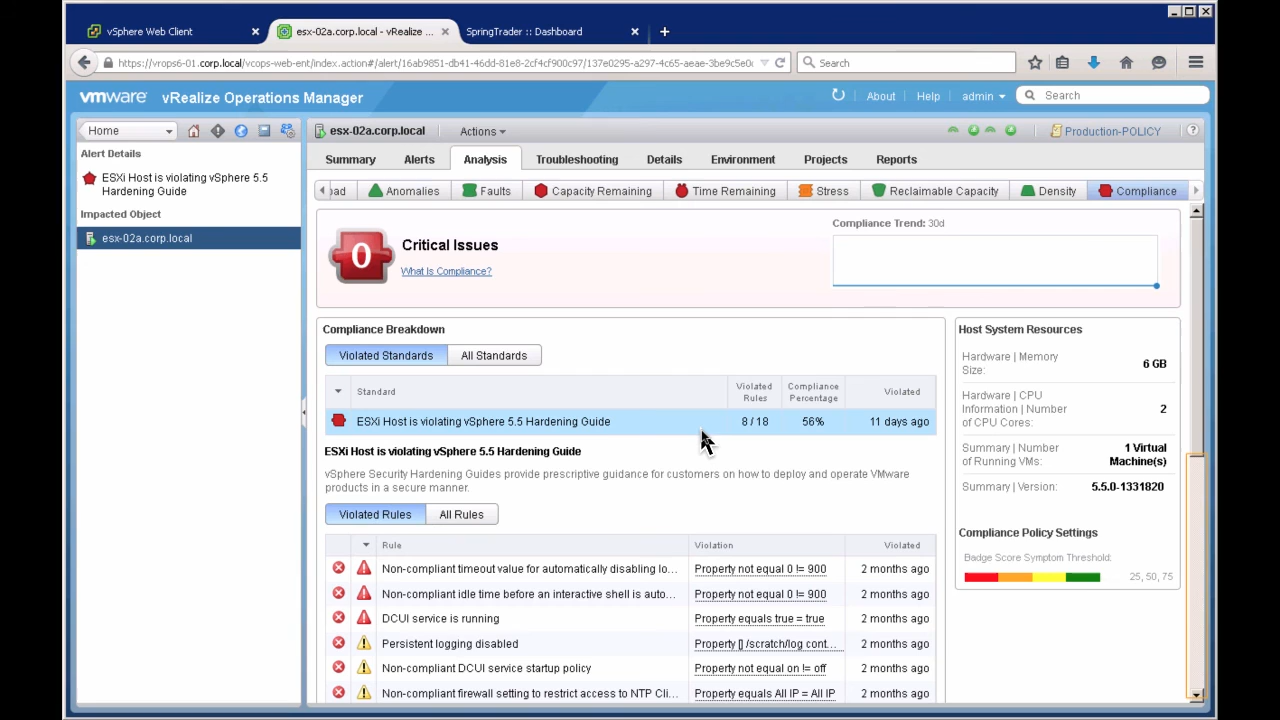 vSphere Web Client
esx-02a.corp.local - vRealize ...
SpringTrader :: Dashboard
https://vrops6-01.corp.local/vcops-web-ent/index.action#/alert/16ab9851-db41-46dd-81e8-2cf4cf900c97/137e0295-a297-4c65-aeae-3be9c5e0
Search
vmware vRealize Operations Manager
About
Help
admin
Search
Home
esx-02a.corp.local
Actions
Production-POLICY
Alert Details
ESXi Host is violating vSphere 5.5
Hardening Guide
Impacted Object
esx-02a.corp.local
Summary
Alerts
Analysis
Troubleshooting
Details
Environment
Projects
Reports
oad
Anomalies
Faults
Capacity Remaining
Time Remaining
Stress
Reclaimable Capacity
Density
Compliance
0
Critical Issues
What Is Compliance?
Compliance Trend: 30d
Compliance Breakdown
Violated Standards
All Standards
Standard
Violated
Rules
Compliance
Percentage
Violated
ESXi Host is violating vSphere 5.5 Hardening Guide
8 / 18
56%
11 days ago
ESXi Host is violating vSphere 5.5 Hardening Guide
vSphere Security Hardening Guides provide prescriptive guidance for customers on how to deploy and operate VMware
products in a secure manner.
Violated Rules
All Rules
Rule
Violation
Violated
Non-compliant timeout value for automatically disabling lo...
Property not equal 0 != 900
2 months ago
Non-compliant idle time before an interactive shell is auto...
Property not equal 0 != 900
2 months ago
DCUI service is running
Property equals true = true
2 months ago
Persistent logging disabled
Property [] /scratch/log cont...
2 months ago
Non-compliant DCUI service startup policy
Property not equal on != off
2 months ago
Non-compliant firewall setting to restrict access to NTP Cli...
Property equals All IP = All IP
2 months ago
Host System Resources
Hardware | Memory
Size:
6 GB
Hardware | CPU
Information | Number
of CPU Cores:
2
Summary | Number
of Running VMs:
1 Virtual
Machine(s)
Summary | Version:
5.5.0-1331820
Compliance Policy Settings
Badge Score Symptom Threshold:
25, 50, 75